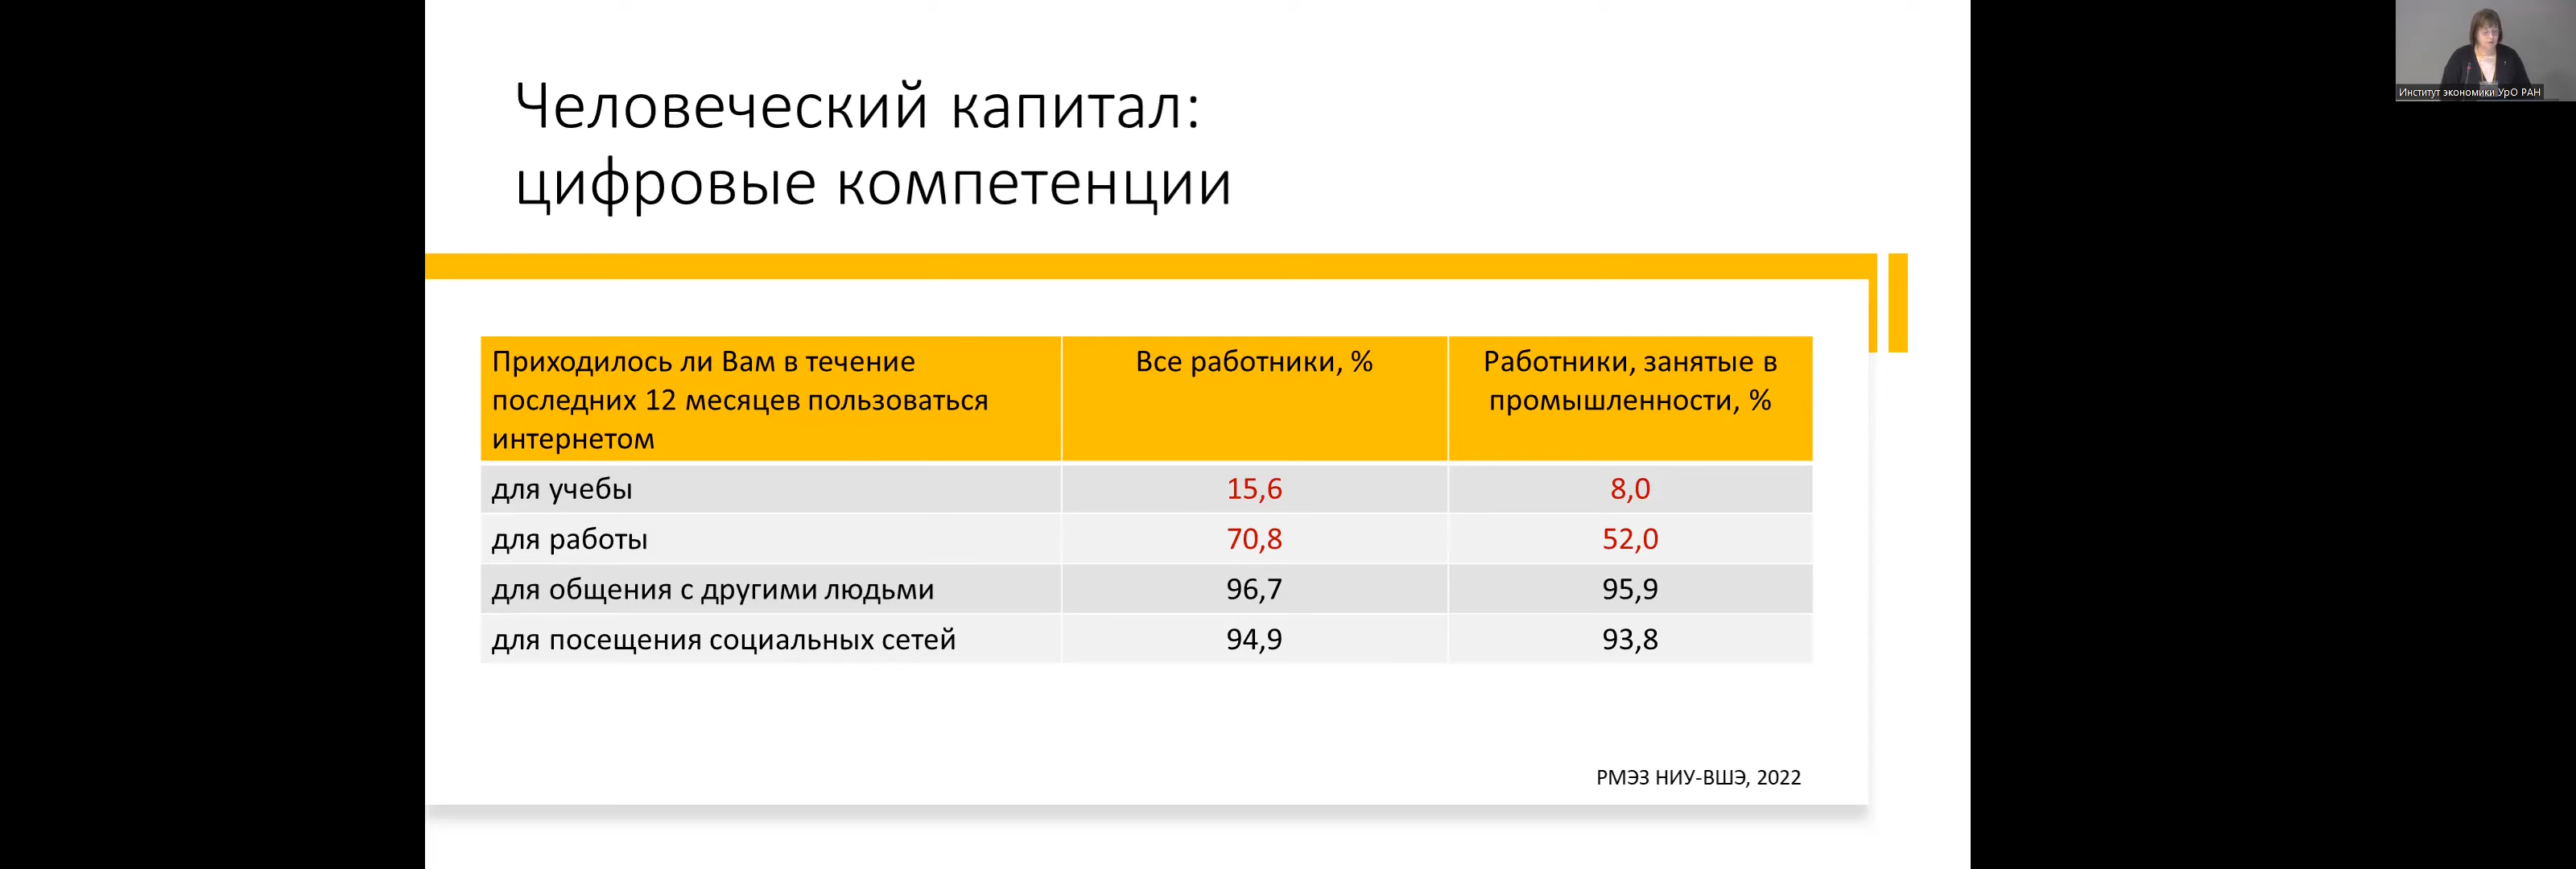 Человеческий капитал:
цифровые компетенции
Приходилось ли Вам в течение
последних 12 месяцев пользоваться
интернетом
Все работники, %
Работники, занятые в
промышленности, %
для учебы
15,6
8,0
для работы
70,8
52,0
для общения с другими людьми
96,7
95,9
для посещения социальных сетей
94,9
93,8
РМЭЗ НИУ-ВШЭ, 2022
Институт экономики УрО РАН